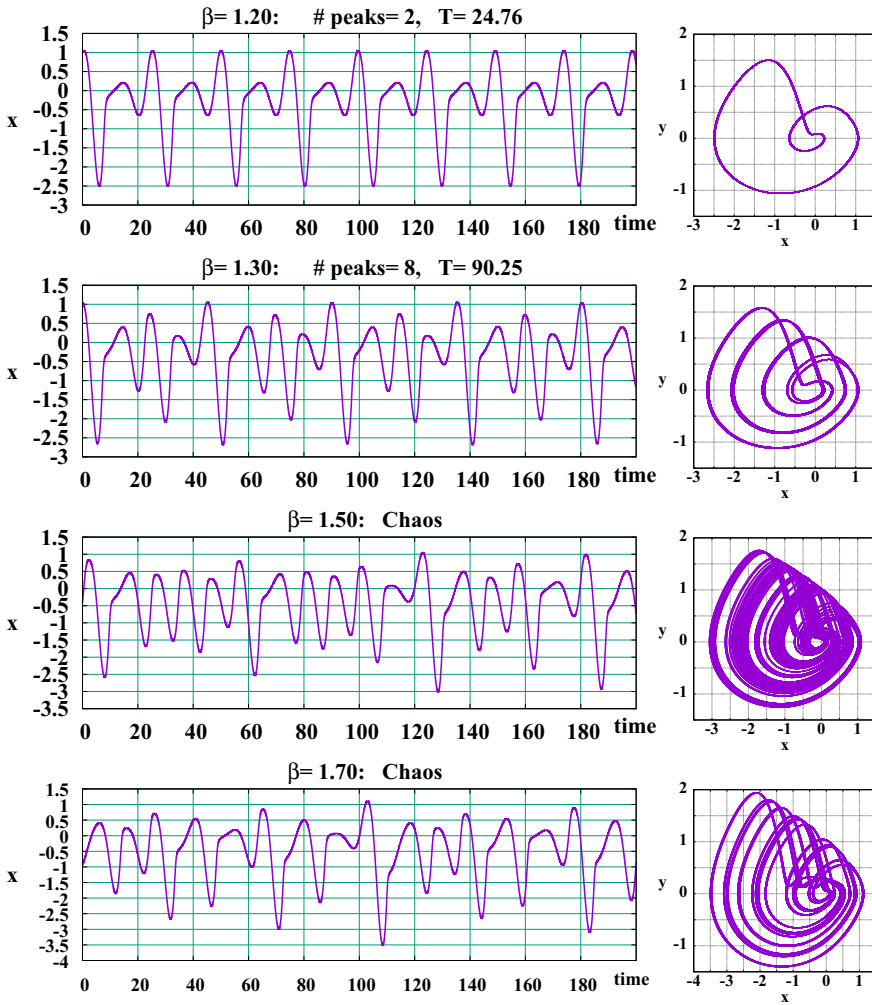 β= 1.20: # peaks= 2, T= 24.76
1.5
1
0.5
0
-0.5
-1
-1.5
-2
-2.5
-3
x
0 20 40 60 80 100 120 140 160 180 time
2
1
0
-1
y
-3 -2 -1 0 1
x
β= 1.30: # peaks= 8, T= 90.25
1.5
1
0.5
0
-0.5
-1
-1.5
-2
-2.5
-3
x
0 20 40 60 80 100 120 140 160 180 time
2
1
0
-1
y
-3 -2 -1 0 1
x
β= 1.50: Chaos
1.5
1
0.5
0
-0.5
-1
-1.5
-2
-2.5
-3
-3.5
x
0 20 40 60 80 100 120 140 160 180 time
2
1
0
-1
y
-3 -2 -1 0 1
x
β= 1.70: Chaos
1.5
1
0.5
0
-0.5
-1
-1.5
-2
-2.5
-3
-3.5
-4
x
0 20 40 60 80 100 120 140 160 180 time
2
1
0
-1
y
-4 -3 -2 -1 0 1
x